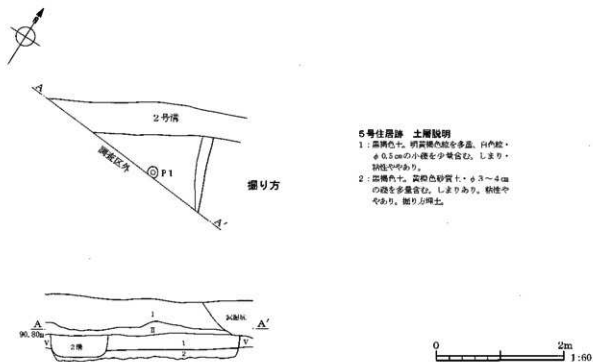 A
2号溝
調査区外
P1
A'
掘り方
5号住居跡 土層説明
1:黒褐色土。明黄褐色粒を多量、白色粒・
φ0.5cmの小礫を少量含む。しまり・
粘性ややあり。
2:黒褐色土。黄橙色砂質土・φ3～4cm
の礫を多量含む。しまりあり。粘性や
やあり。掘り方埋土。
I
試掘坑
A
II
A'
90.80m
V
2溝
1
V
2
0
2m
1:60